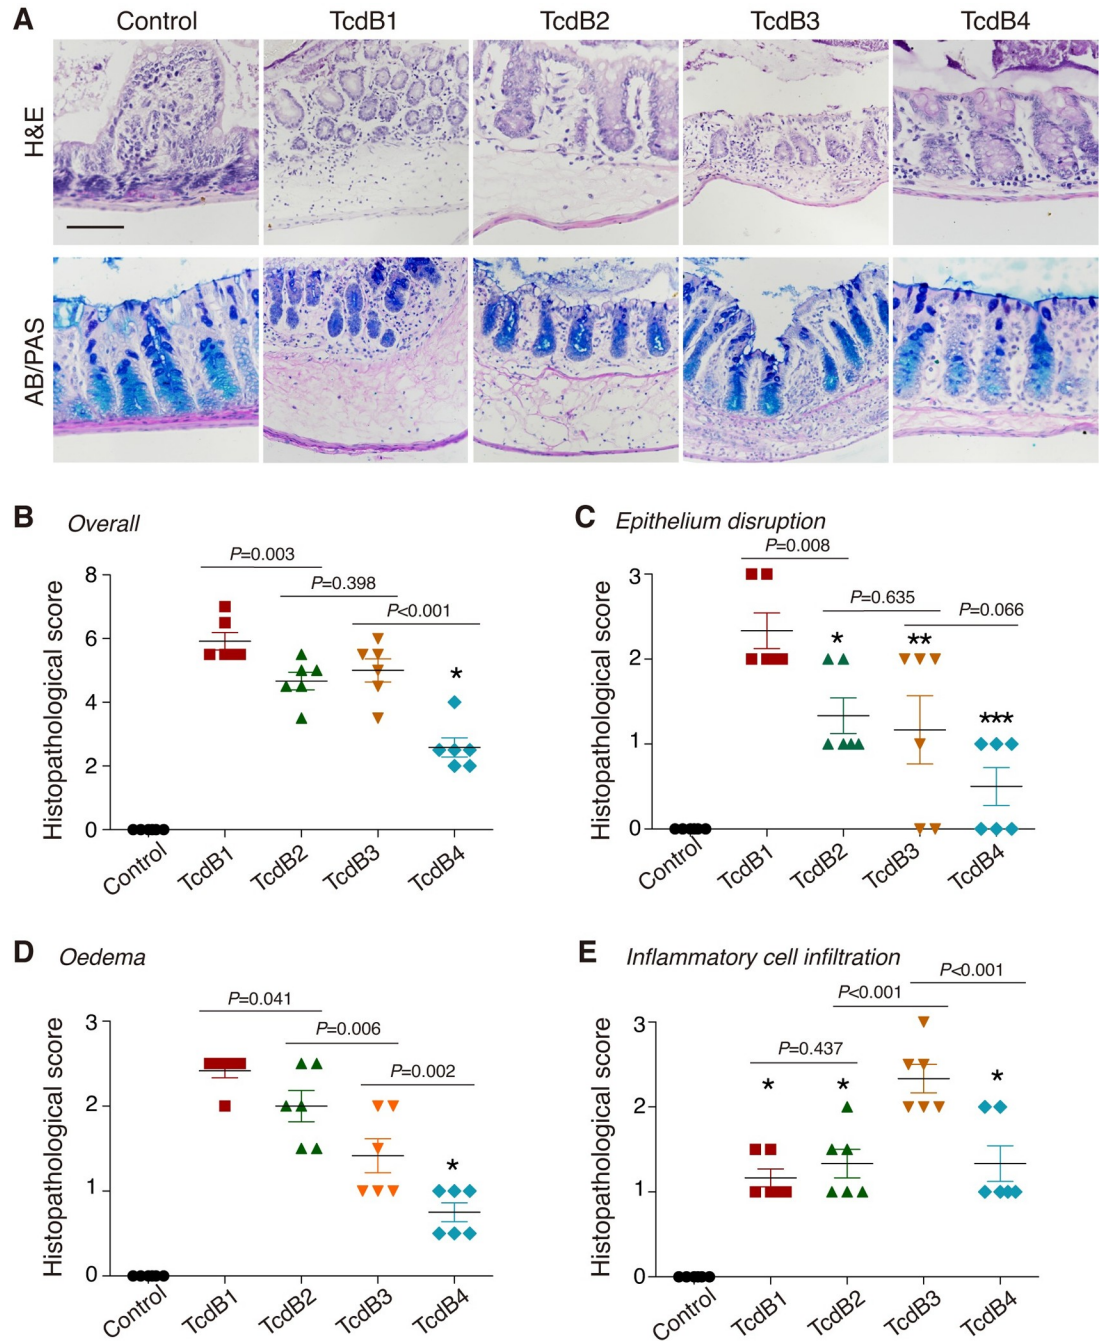 A
Control
TcdB1
TcdB2
TcdB3
TcdB4
H&E
AB/PAS
B
Overall
P=0.003
P=0.398
P<0.001
*
Histopathological score
8
6
4
2
0
Control
TcdB1
TcdB2
TcdB3
TcdB4
C
Epithelium disruption
P=0.008
P=0.635
P=0.066
*
**
***
Histopathological score
3
2
1
0
Control
TcdB1
TcdB2
TcdB3
TcdB4
D
Oedema
P=0.041
P=0.006
P=0.002
*
Histopathological score
3
2
1
0
Control
TcdB1
TcdB2
TcdB3
TcdB4
E
Inflammatory cell infiltration
P<0.001
P<0.001
P=0.437
*
*
*
Histopathological score
3
2
1
0
Control
TcdB1
TcdB2
TcdB3
TcdB4